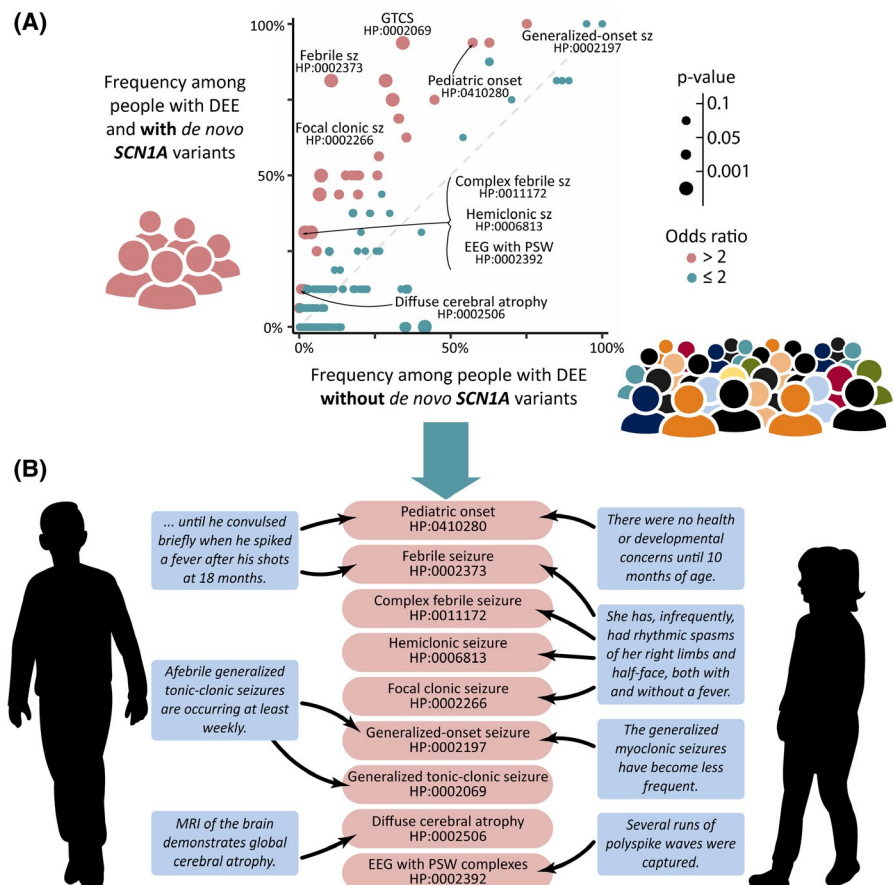 (A)
100%
50%
0%
0%
50%
100%
GTCS
HP:0002069
Febrile sz
HP:0002373
Focal clonic sz
HP:0002266
Generalized-onset sz
HP:0002197
Pediatric onset
HP:0410280
Complex febrile sz
HP:0011172
Hemiclonic sz
HP:0006813
EEG with PSW
HP:0002392
Diffuse cerebral atrophy
HP:0002506
Frequency among
people with DEE
and with de novo
SCN1A variants
Frequency among people with DEE
without de novo SCN1A variants
p-value
0.1
0.05
0.001
Odds ratio
> 2
≤ 2
(B)
... until he convulsed
briefly when he spiked
a fever after his shots
at 18 months.
Afebrile generalized
tonic-clonic seizures
are occurring at least
weekly.
MRI of the brain
demonstrates global
cerebral atrophy.
Pediatric onset
HP:0410280
Febrile seizure
HP:0002373
Complex febrile seizure
HP:0011172
Hemiclonic seizure
HP:0006813
Focal clonic seizure
HP:0002266
Generalized-onset seizure
HP:0002197
Generalized tonic-clonic seizure
HP:0002069
Diffuse cerebral atrophy
HP:0002506
EEG with PSW complexes
HP:0002392
There were no health
or developmental
concerns until 10
months of age.
She has, infrequently,
had rhythmic spasms
of her right limbs and
half-face, both with
and without a fever.
The generalized
myoclonic seizures
have become less
frequent.
Several runs of
polyspike waves were
captured.